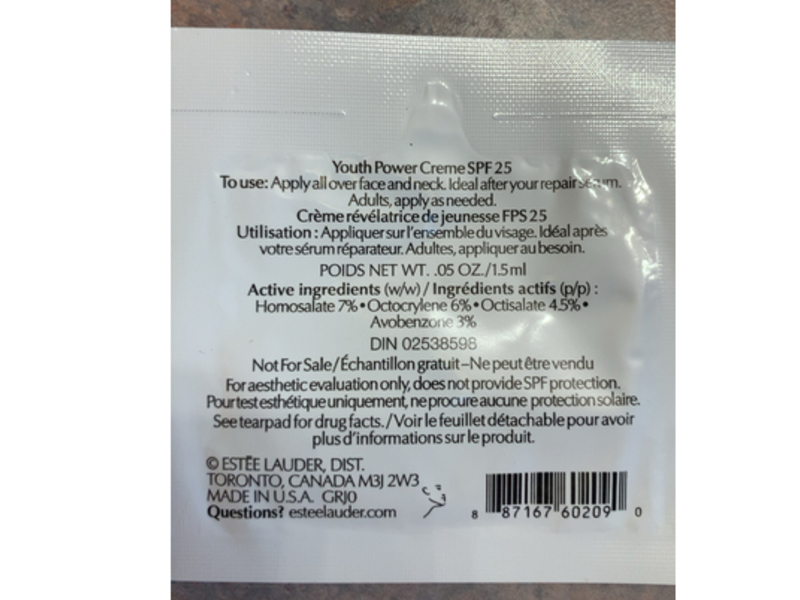 Youth Power Creme SPF 25
To use: Apply all over face and neck. Ideal after your repair serum.
Adults, apply as needed.
Crème révélatrice de jeunesse FPS 25
Utilisation : Appliquer sur l'ensemble du visage. Idéal après
votre sérum réparateur. Adultes, appliquer au besoin.
POIDS NET WT. .05 OZ./1.5 ml
Active ingredients (w/w) / Ingrédients actifs (p/p) :
Homosalate 7% • Octocrylene 6% • Octisalate 4.5% •
Avobenzone 3%
DIN 02538598
Not For Sale/Échantillon gratuit–Ne peut être vendu
For aesthetic evaluation only, does not provide SPF protection.
Pour test esthétique uniquement, ne procure aucune protection solaire.
See tearpad for drug facts./Voir le feuillet détachable pour avoir
plus d'informations sur le produit.
© ESTĒE LAUDER, DIST.
TORONTO, CANADA M3J 2W3
MADE IN U.S.A. GRJ0
Questions? esteelauder.com
8 87167 60209 0